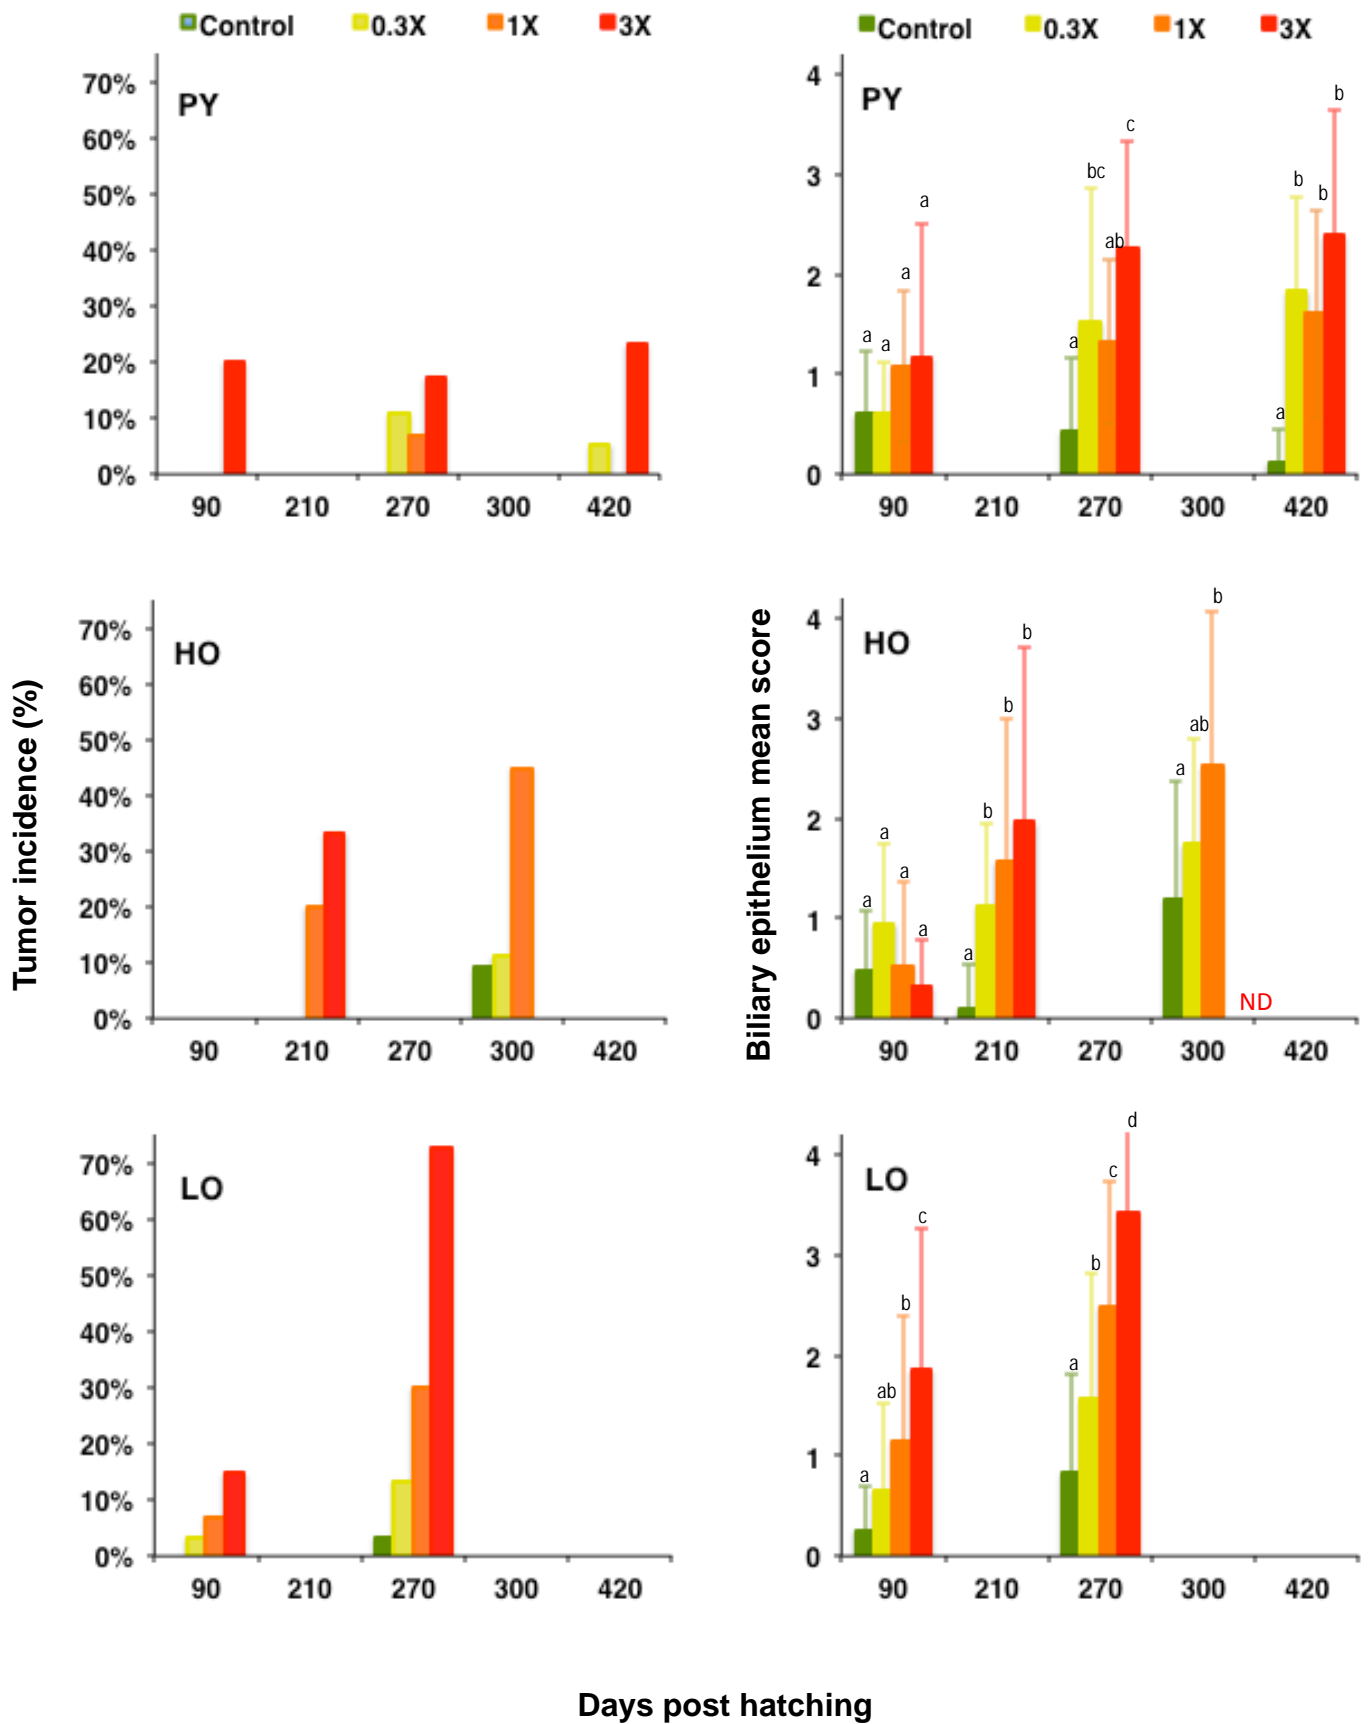 Control 0.3X 1X 3X
Control 0.3X 1X 3X
Tumor incidence (%)
PY
70%
60%
50%
40%
30%
20%
10%
0%
90 210 270 300 420
HO
70%
60%
50%
40%
30%
20%
10%
0%
90 210 270 300 420
LO
70%
60%
50%
40%
30%
20%
10%
0%
90 210 270 300 420
Biliary epithelium mean score
PY
4
3
2
1
0
a a a a
a bc ab c
a b b b
90 210 270 300 420
HO
4
3
2
1
0
a a a a
a b b b
a ab b
ND
90 210 270 300 420
LO
4
3
2
1
0
a ab b c
a b c d
90 210 270 300 420
Days post hatching